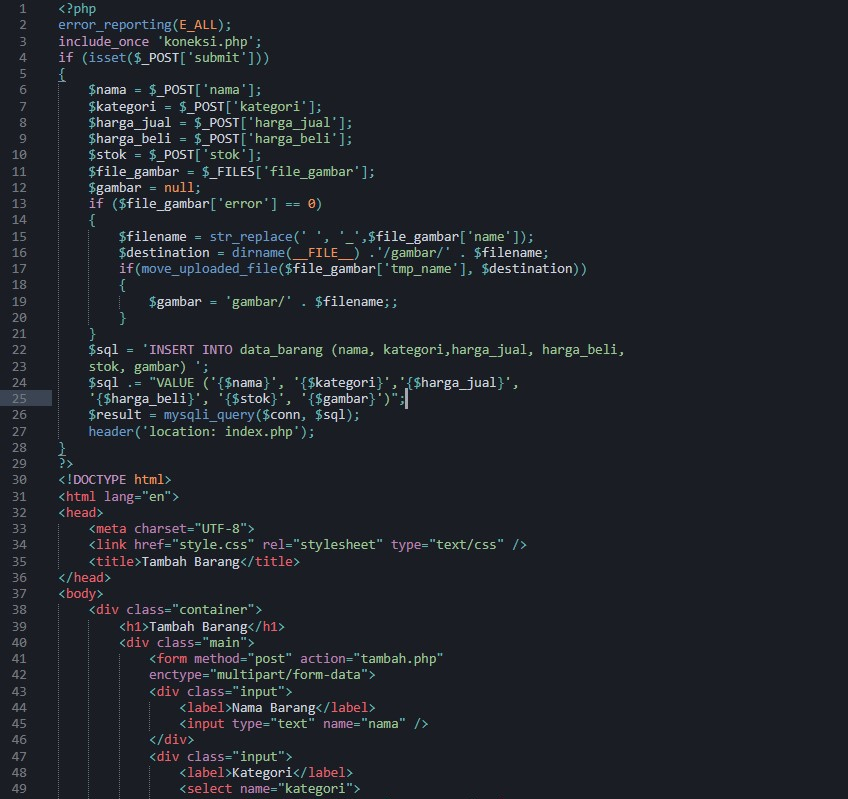 1 <?php
2 error_reporting(E_ALL);
3 include_once 'koneksi.php';
4 if (isset($_POST['submit']))
5 {
6 $nama = $_POST['nama'];
7 $kategori = $_POST['kategori'];
8 $harga_jual = $_POST['harga_jual'];
9 $harga_beli = $_POST['harga_beli'];
10 $stok = $_POST['stok'];
11 $file_gambar = $_FILES['file_gambar'];
12 $gambar = null;
13 if ($file_gambar['error'] == 0)
14 {
15 $filename = str_replace(' ', '_',$file_gambar['name']);
16 $destination = dirname(__FILE__) .'/gambar/' . $filename;
17 if(move_uploaded_file($file_gambar['tmp_name'], $destination))
18 {
19 $gambar = 'gambar/' . $filename;;
20 }
21 }
22 $sql = 'INSERT INTO data_barang (nama, kategori,harga_jual, harga_beli,
23 stok, gambar) ';
24 $sql .= "VALUE ('{$nama}', '{$kategori}','{$harga_jual}',
25 '{$harga_beli}', '{$stok}', '{$gambar}')";
26 $result = mysqli_query($conn, $sql);
27 header('location: index.php');
28 }
29 ?>
30 <!DOCTYPE html>
31 <html lang="en">
32 <head>
33 <meta charset="UTF-8">
34 <link href="style.css" rel="stylesheet" type="text/css" />
35 <title>Tambah Barang</title>
36 </head>
37 <body>
38 <div class="container">
39 <h1>Tambah Barang</h1>
40 <div class="main">
41 <form method="post" action="tambah.php"
42 enctype="multipart/form-data">
43 <div class="input">
44 <label>Nama Barang</label>
45 <input type="text" name="nama" />
46 </div>
47 <div class="input">
48 <label>Kategori</label>
49 <select name="kategori">